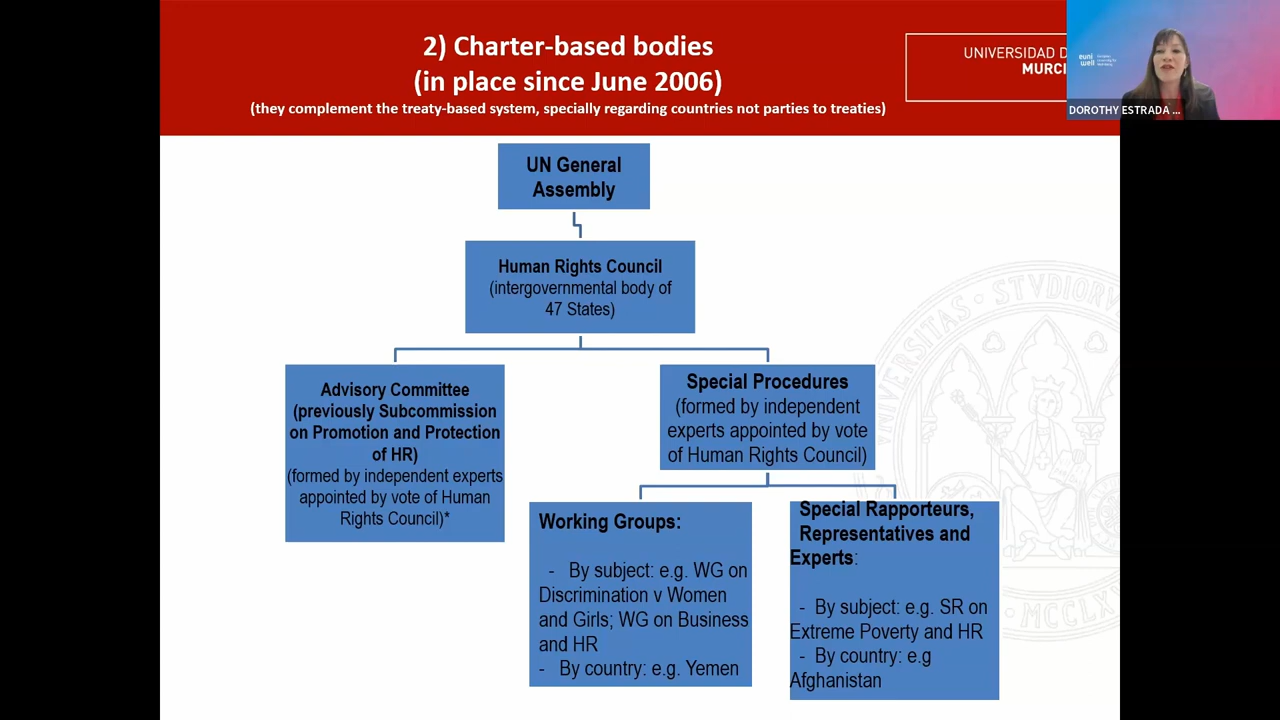 2) Charter-based bodies
(in place since June 2006)
(they complement the treaty-based system, specially regarding countries not parties to treaties)
UNIVERSIDAD D
MURCI
euni
well
DOROTHY ESTRADA ...
UN General
Assembly
Human Rights Council
(intergovernmental body of
47 States)
Advisory Committee
(previously Subcommission
on Promotion and Protection
of HR)
(formed by independent experts
appointed by vote of Human
Rights Council)*
Special Procedures
(formed by independent
experts appointed by vote
of Human Rights Council)
Working Groups:
- By subject: e.g. WG on
Discrimination v Women
and Girls; WG on Business
and HR
- By country: e.g. Yemen
Special Rapporteurs,
Representatives and
Experts:
- By subject: e.g. SR on
Extreme Poverty and HR
- By country: e.g
Afghanistan